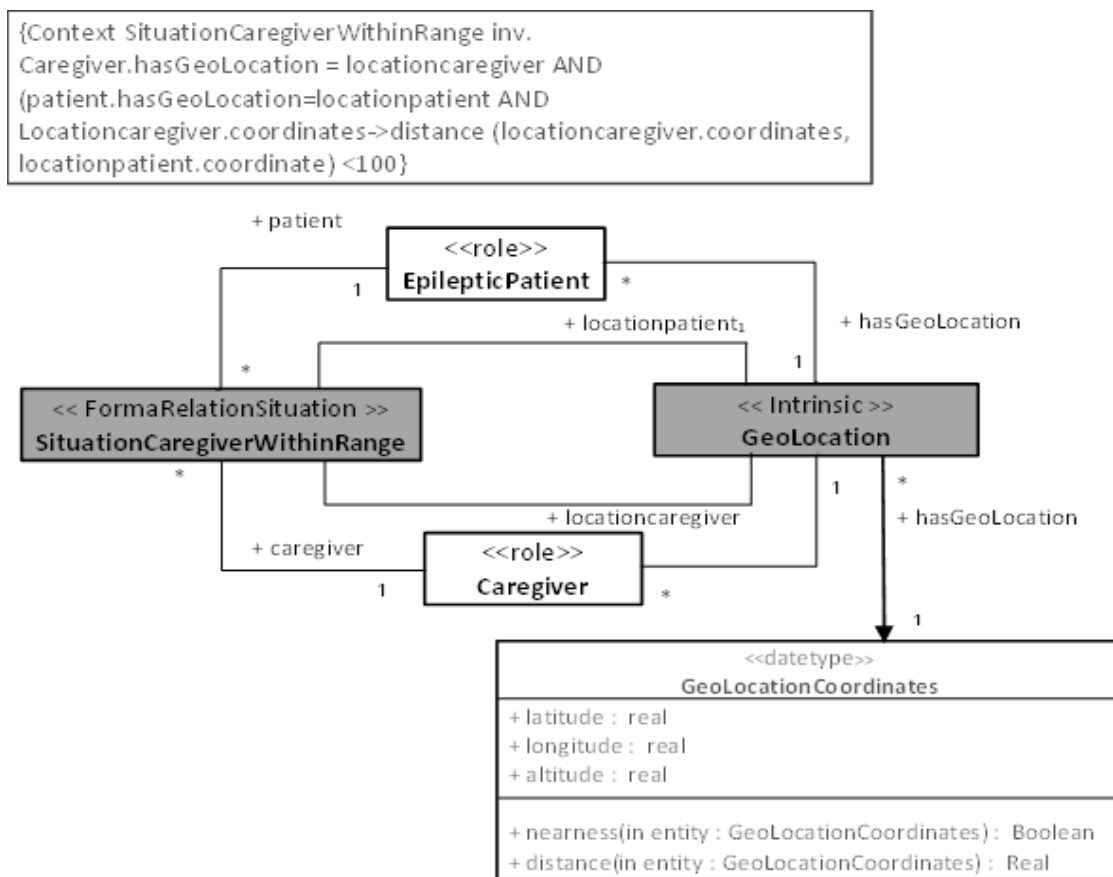 {Context SituationCaregiverWithinRange inv.
Caregiver.hasGeoLocation = locationcaregiver AND
(patient.hasGeoLocation=locationpatient AND
Locationcaregiver.coordinates->distance (locationcaregiver.coordinates,
locationpatient.coordinate) <100}
+ patient
<<role>>
EpilepticPatient
1
*
+ locationpatient₁
+ hasGeoLocation
*
1
<< FormaRelationSituation >>
SituationCaregiverWithinRange
<< Intrinsic >>
GeoLocation
*
1
*
+ locationcaregiver
+ hasGeoLocation
+ caregiver
<<role>>
Caregiver
1
*
1
<<datetype>>
GeoLocationCoordinates
+ latitude : real
+ longitude : real
+ altitude : real
+ nearness(in entity : GeoLocationCoordinates) : Boolean
+ distance(in entity : GeoLocationCoordinates) : Real